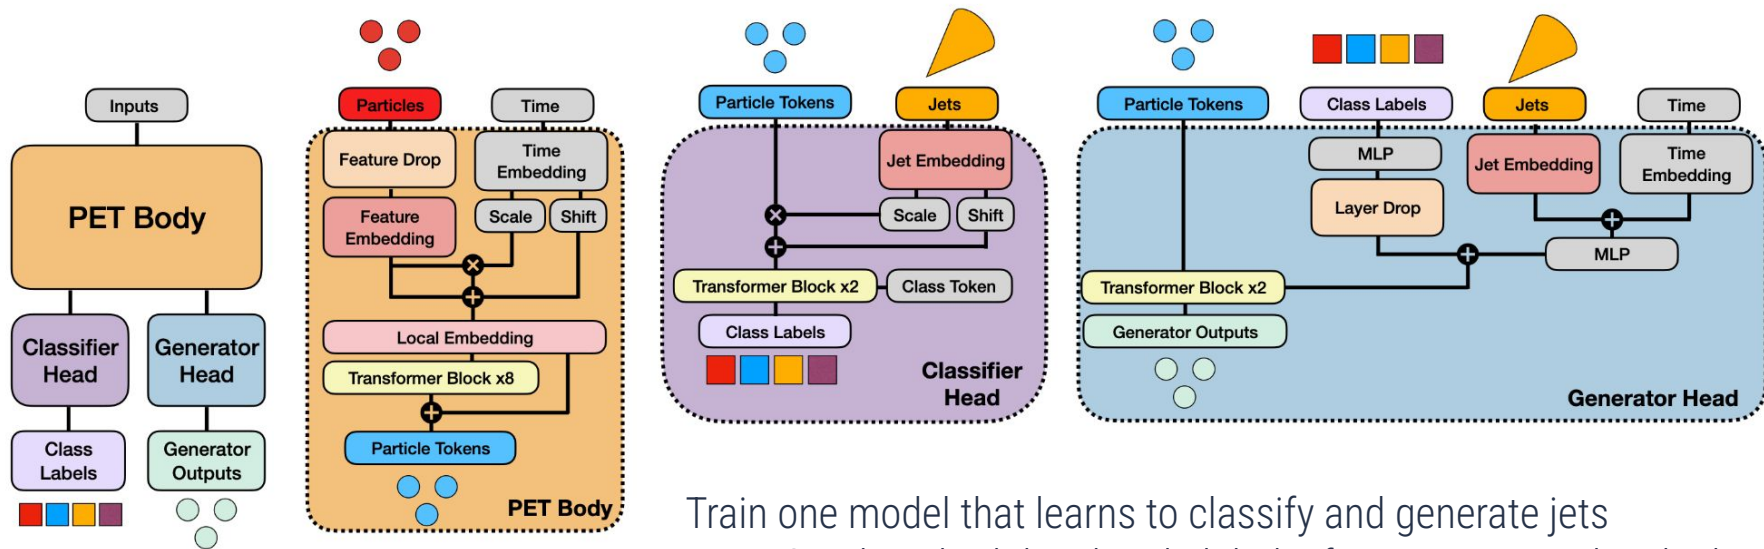 Inputs
PET Body
Classifier
Head
Generator
Head
Class
Labels
Generator
Outputs
Particles
Time
Feature Drop
Time
Embedding
Feature
Embedding
Scale
Shift
Local Embedding
Transformer Block x8
Particle Tokens
PET Body
Particle Tokens
Jets
Jet Embedding
Scale
Shift
Transformer Block x2
Class Token
Class Labels
Classifier
Head
Particle Tokens
Class Labels
Jets
Time
MLP
Jet Embedding
Time
Embedding
Layer Drop
MLP
Transformer Block x2
Generator Outputs
Generator Head
Train one model that learns to classify and generate jets